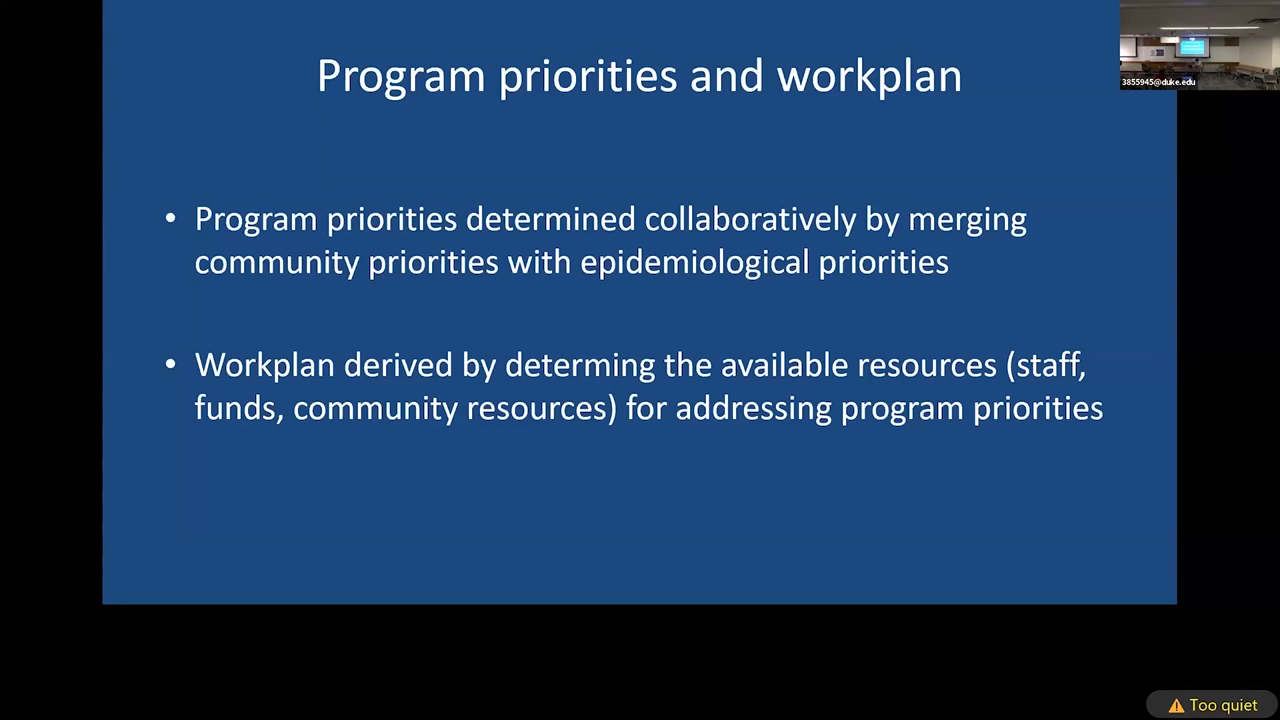 Program priorities and workplan
3855945@duke.edu
• Program priorities determined collaboratively by merging
community priorities with epidemiological priorities
• Workplan derived by determing the available resources (staff,
funds, community resources) for addressing program priorities
Too quiet